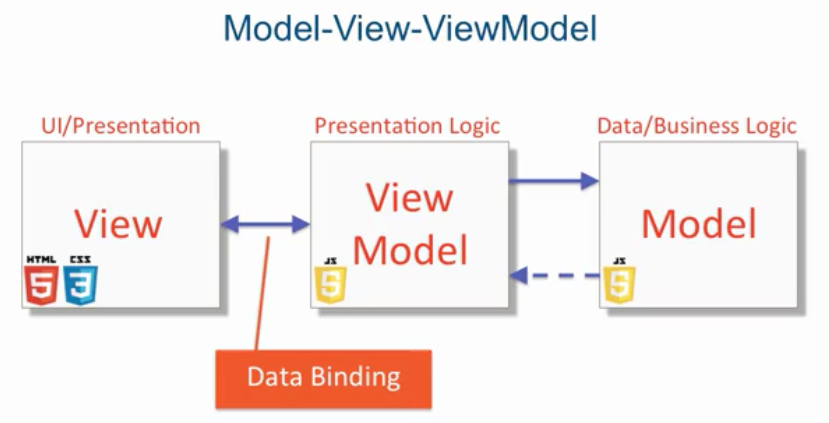 Model-View-ViewModel
UI/Presentation
Presentation Logic
Data/Business Logic
View
View
Model
Model
HTML
5
CSS
3
JS
5
JS
5
Data Binding